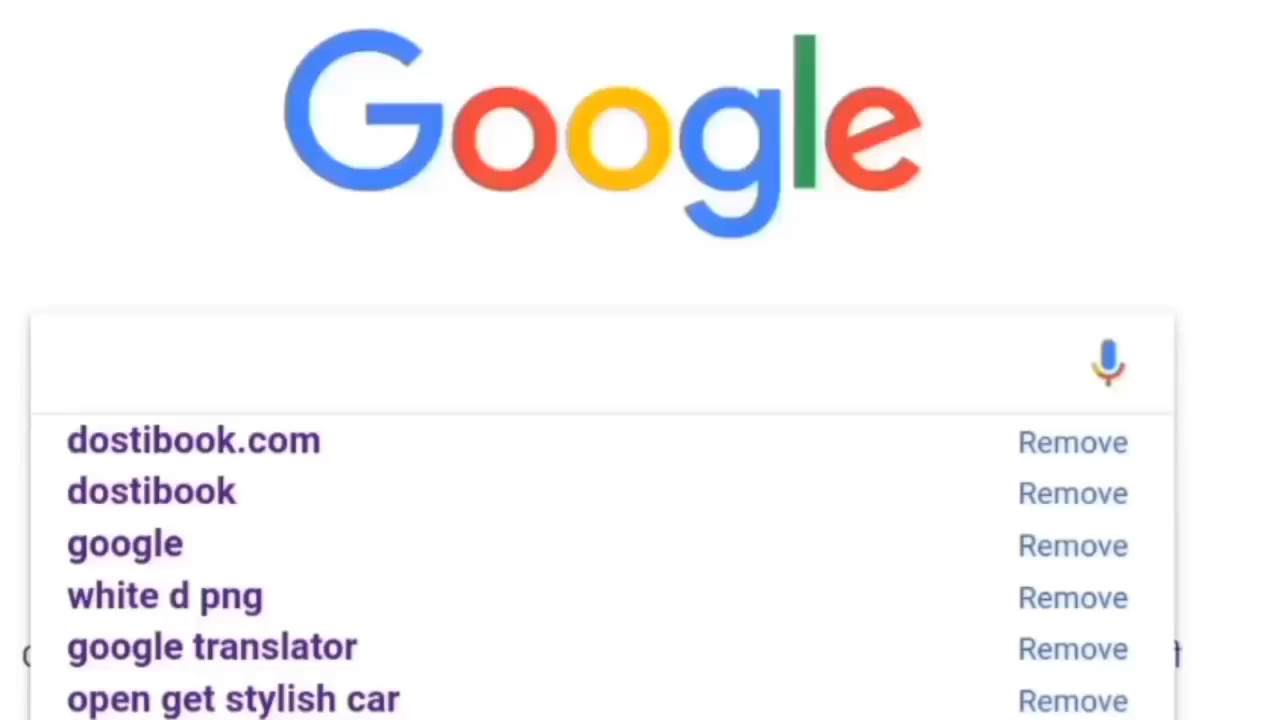 Google
dostibook.com Remove
dostibook Remove
google Remove
white d png Remove
google translator Remove
open get stylish car Remove